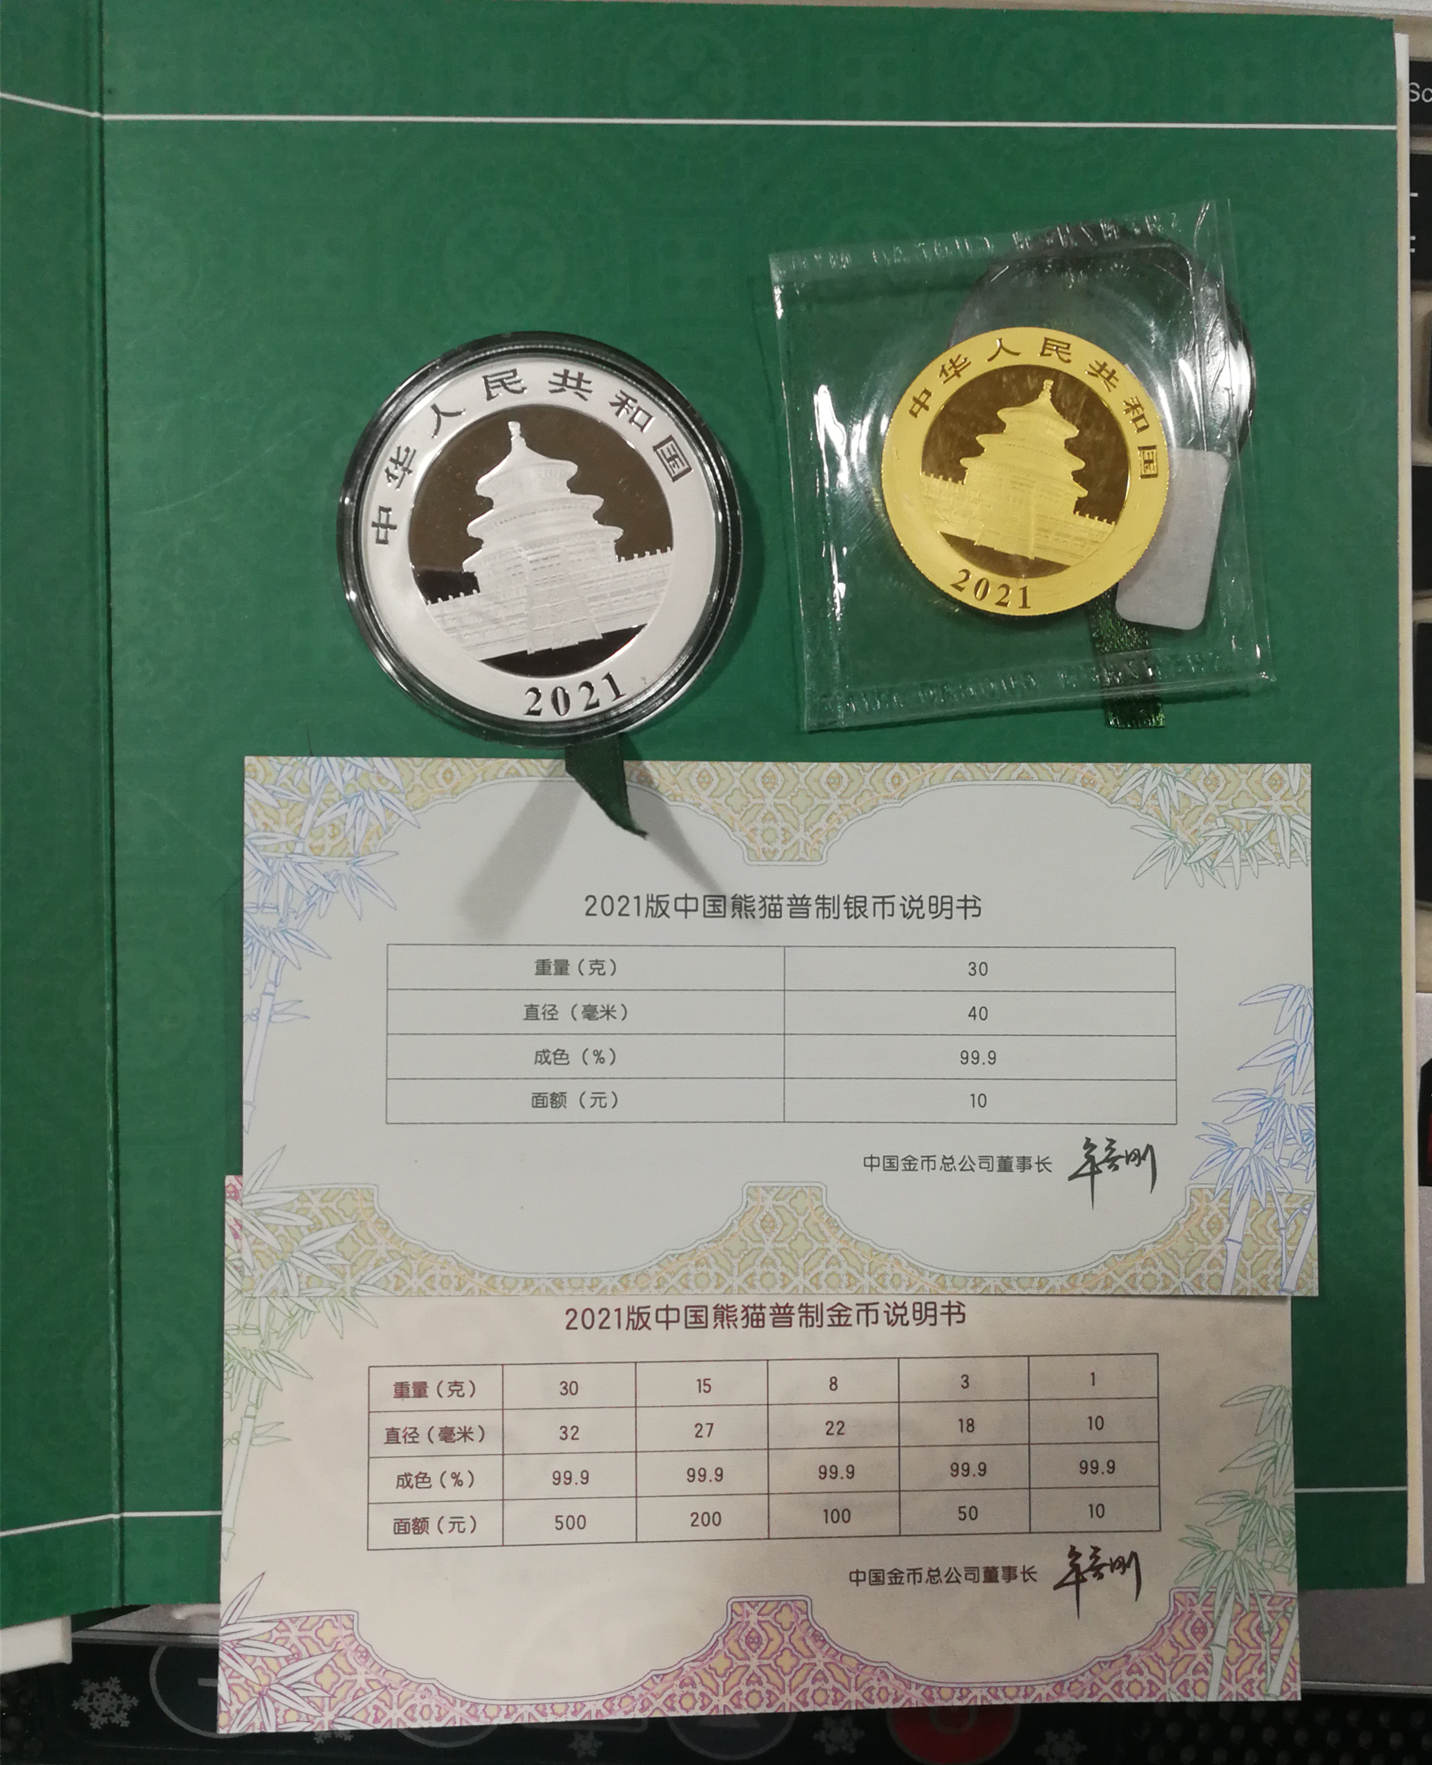 中华人民共和国
2021
中华人民共和国
2021
2021版中国熊猫普制银币说明书
重量（克） 30
直径（毫米） 40
成色（%） 99.9
面额（元） 10
中国金币总公司董事长
2021版中国熊猫普制金币说明书
重量（克） 30 15 8 3 1
直径（毫米） 32 27 22 18 10
成色（%） 99.9 99.9 99.9 99.9 99.9
面额（元） 500 200 100 50 10
中国金币总公司董事长